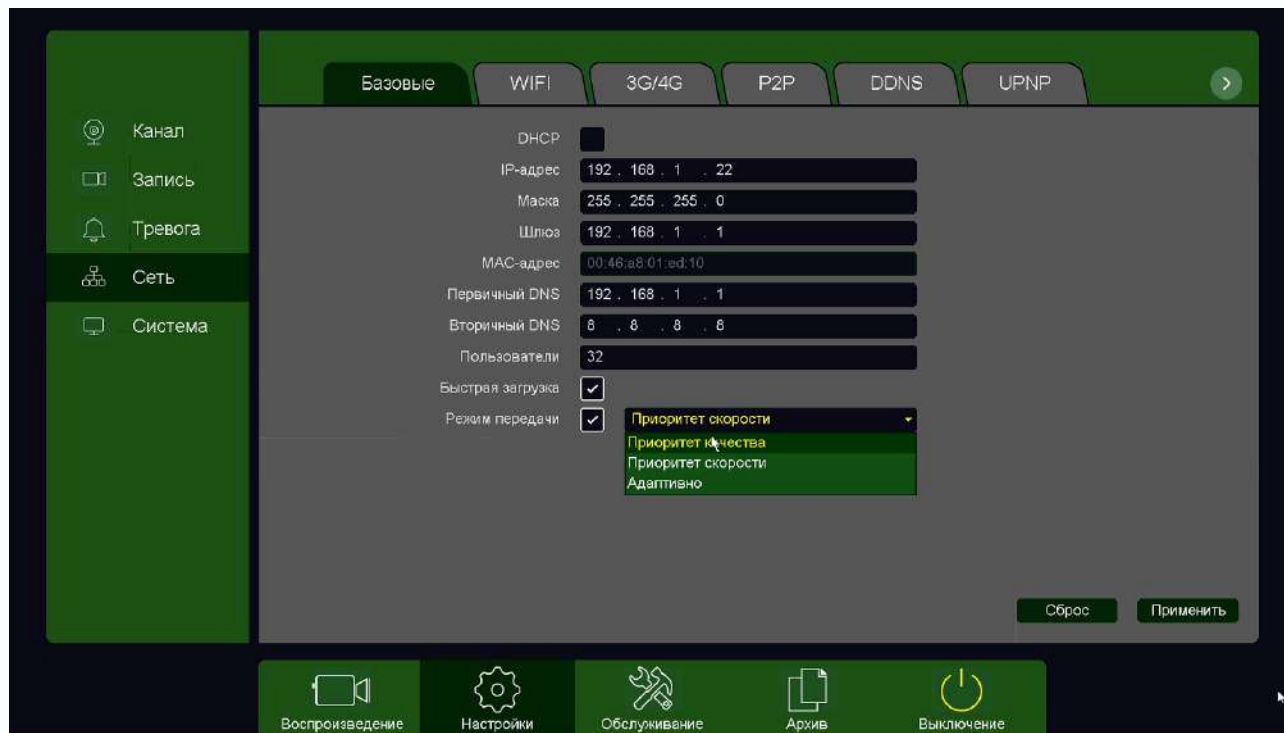 Базовые WIFI 3G/4G P2P DDNS UPNP >
Канал
Запись
Тревога
Сеть
Система
DHCP
IP-адрес 192 . 168 . 1 . 22
Маска 255 . 255 . 255 . 0
Шлюз 192 . 168 . 1 . 1
MAC-адрес 00:46:a8:01:ed:10
Первичный DNS 192 . 168 . 1 . 1
Вторичный DNS 8 . 8 . 8 . 8
Пользователи 32
Быстрая загрузка
Режим передачи Приоритет скорости
Приоритет качества
Приоритет скорости
Адаптивно
Сброс Применить
Воспроизведение Настройки Обслуживание Архив Выключение